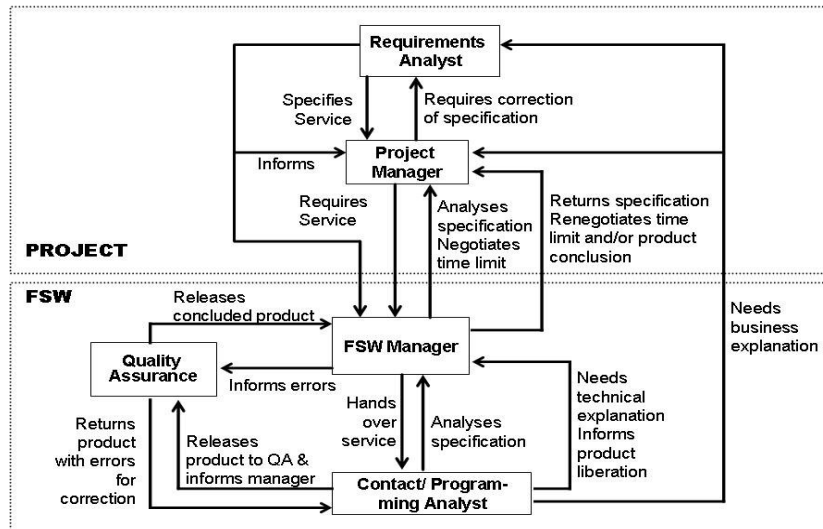 Requirements
Analyst
Specifies
Service
Requires correction
of specification
Informs
Project
Manager
Requires
Service
Analyses
specification
Negotiates
time limit
Returns specification
Renegotiates time
limit and/or product
conclusion
PROJECT
FSW
Releases
concluded product
Needs
business
explanation
Quality
Assurance
FSW Manager
Informs errors
Hands
over
service
Analyses
specification
Needs
technical
explanation
Informs
product
liberation
Returns
product
with errors
for
correction
Releases
product to QA &
informs manager
Contact/ Program-
ming Analyst